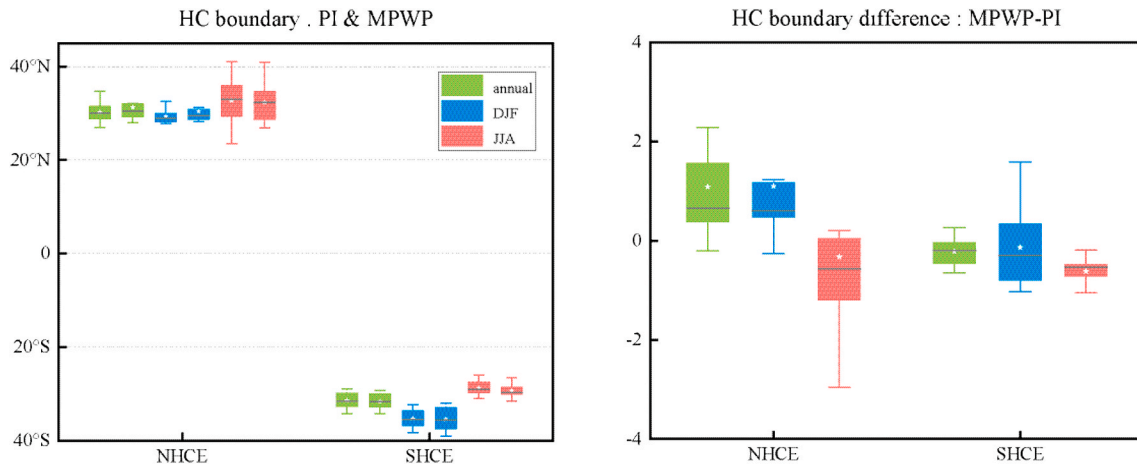 HC boundary . PI & MPWP
40°N
20°N
0
20°S
40°S
NHCE
SHCE
annual
DJF
JJA
HC boundary dıfference : MPWP-PI
4
2
-0
-2
-4
NHCE
SHCE